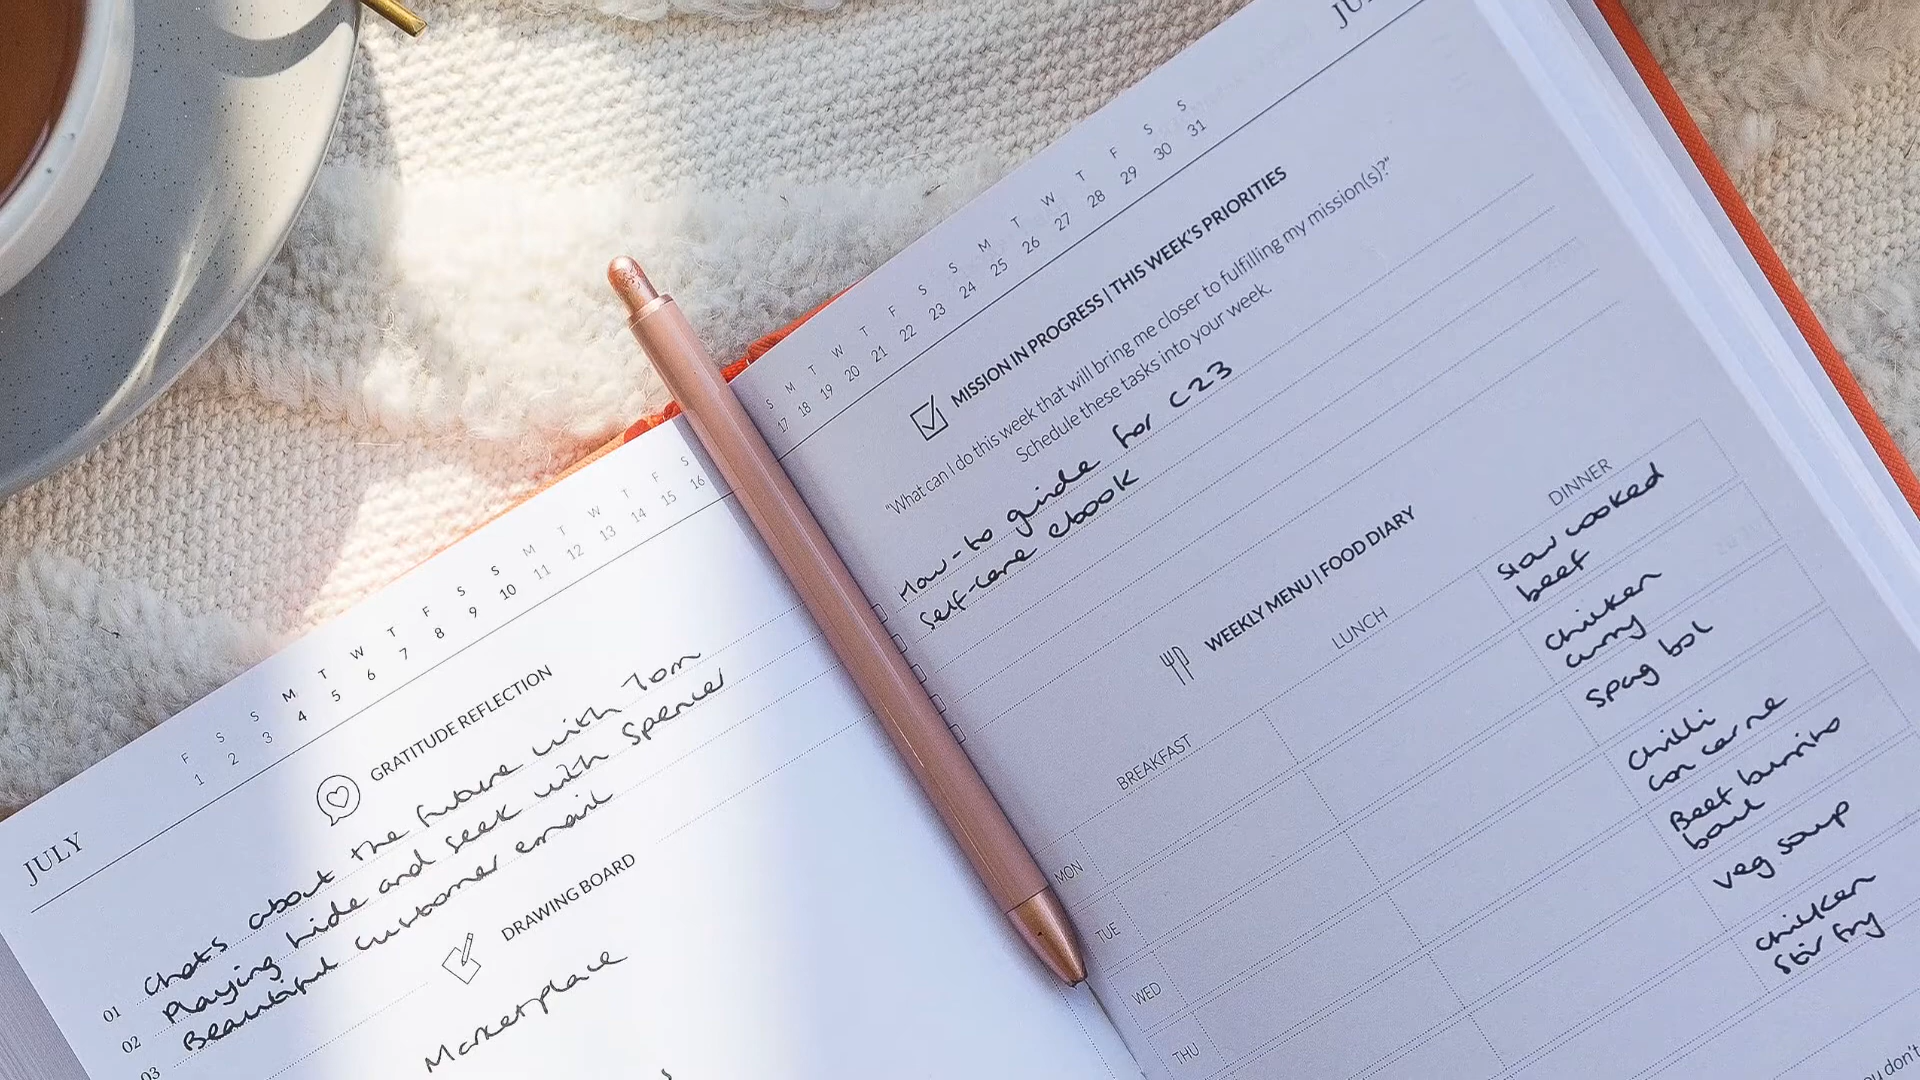 JULY
F S S M T W T F S S M T W T F S
1 2 3 4 5 6 7 8 9 10 11 12 13 14 15 16
GRATITUDE REFLECTION
01 Chats about the future with Tom
02 Playing hide and seek with Spencer
03 Beautiful customer email
DRAWING BOARD
Marketplace
S M T W T F S S M T W T F S S
17 18 19 20 21 22 23 24 25 26 27 28 29 30 31
MISSION IN PROGRESS | THIS WEEK'S PRIORITIES
"What can I do this week that will bring me closer to fulfilling my mission(s)?"
Schedule these tasks into your week.
How-to guide for C23
Self-care ebook
WEEKLY MENU | FOOD DIARY
BREAKFAST LUNCH DINNER
MON
TUE
WED
THU
slow cooked
beef
chicken
curry
spag bol
chilli
con carne
Beef burrito
bowl
veg soup
chicken
stir fry